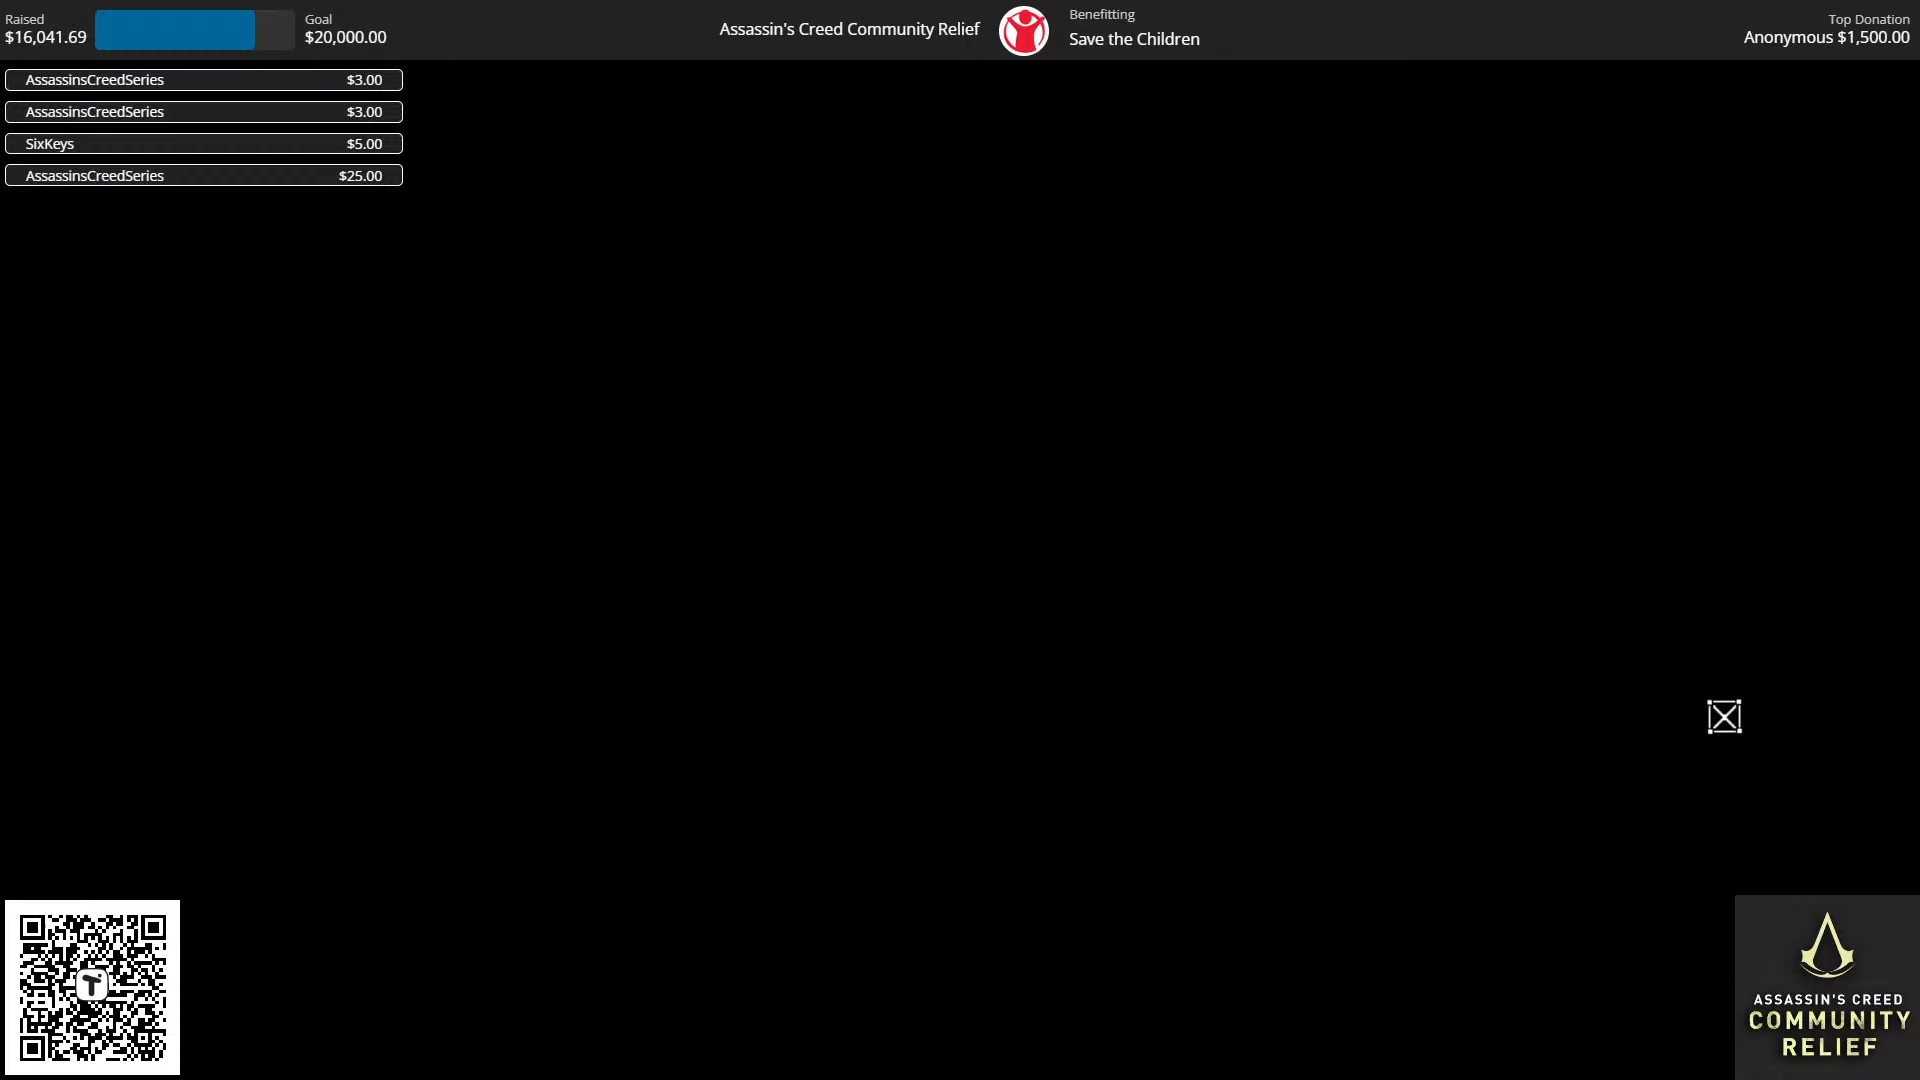 Raised
$16,041.69
Goal
$20,000.00
Assassin's Creed Community Relief
Benefitting
Save the Children
Top Donation
Anonymous $1,500.00
AssassinsCreedSeries $3.00
AssassinsCreedSeries $3.00
SixKeys $5.00
AssassinsCreedSeries $25.00
T
ASSASSIN'S CREED
COMMUNITY
RELIEF